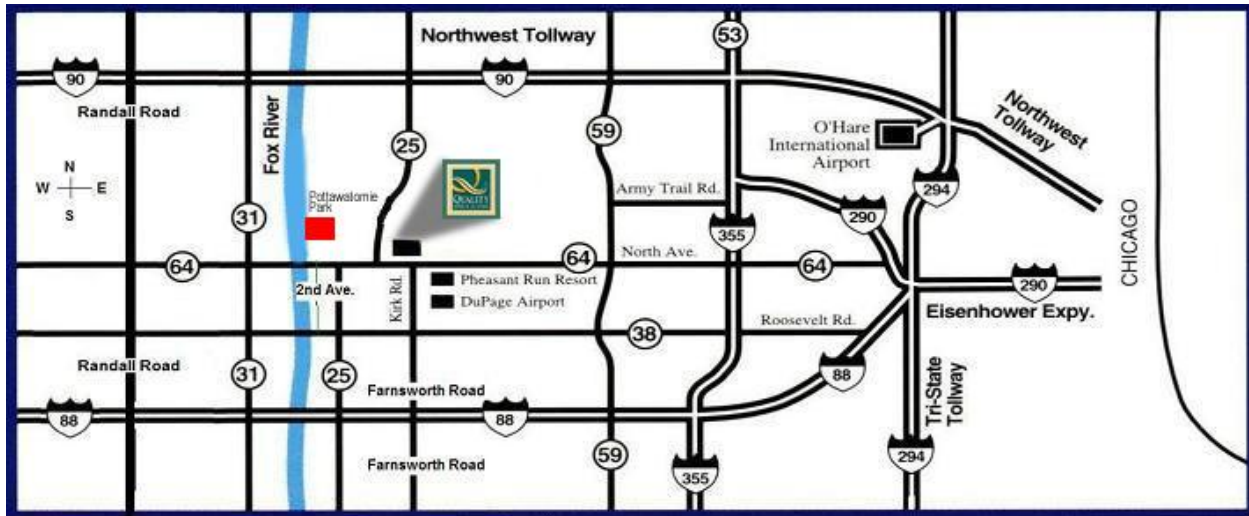 53
Northwest Tollway
90
90
Randall Road
Fox River
25
59
Northwest
Tollway
O'Hare
International
Airport
N
W E
S
Pottawatomie
Park
QUALITY
Army Trail Rd.
294
31
290
355
CHICAGO
64
64
North Ave.
64
2nd Ave.
Kirk Rd.
Pheasant Run Resort
DuPage Airport
290
Eisenhower Expy.
38
Roosevelt Rd.
Randall Road
31
25
Farnsworth Road
88
Tri-State
Tollway
88
88
59
Farnsworth Road
355
294